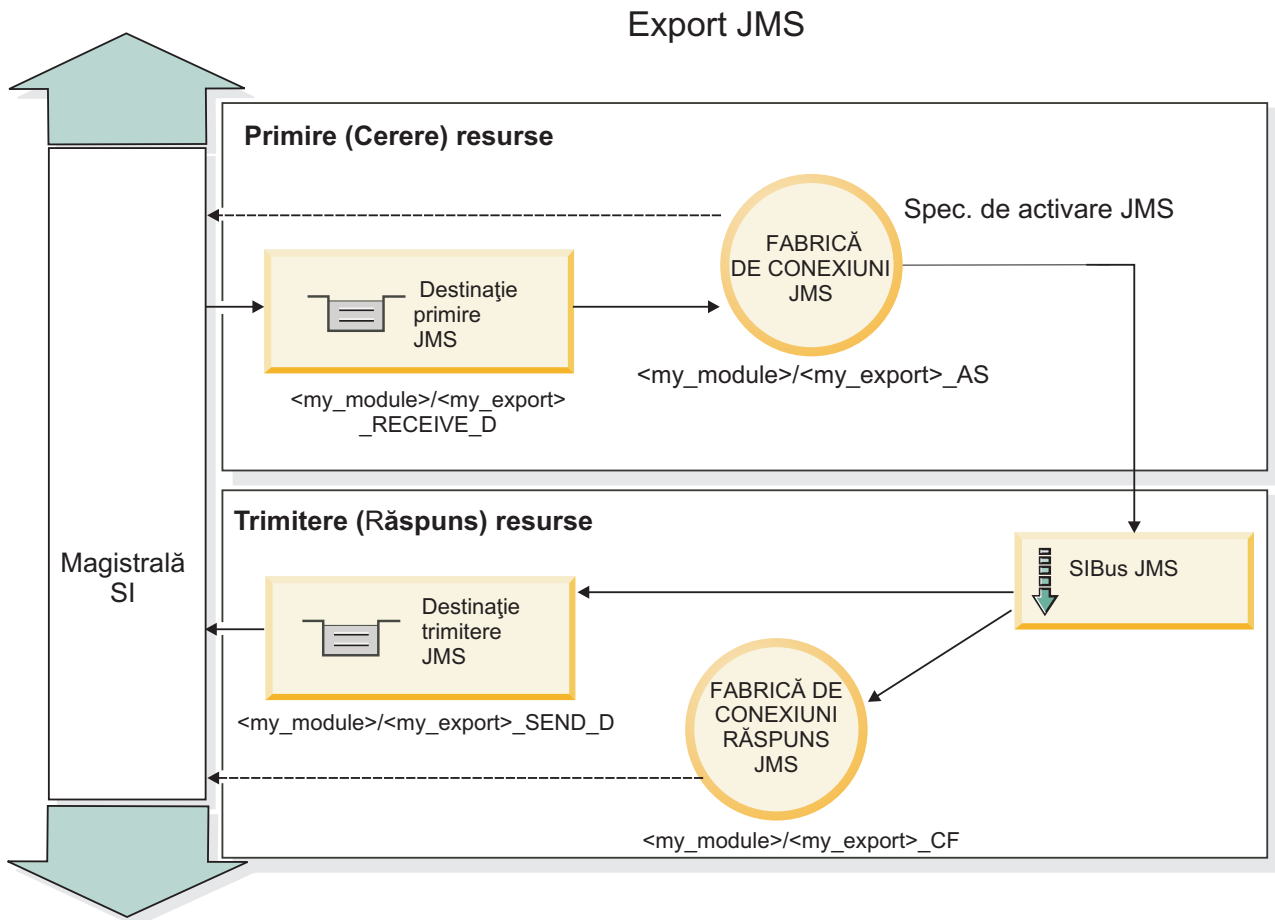 Export JMS
Primire (Cerere) resurse
Spec. de activare JMS
FABRICĂ
DE CONEXIUNI
JMS
Destinaţie
primire
JMS
<my_module>/<my_export>_AS
<my_module>/<my_export>
_RECEIVE_D
Trimitere (Răspuns) resurse
Magistrală
SI
SIBus JMS
Destinaţie
trimitere
JMS
FABRICĂ DE
CONEXIUNI
RĂSPUNS
JMS
<my_module>/<my_export>_SEND_D
<my_module>/<my_export>_CF